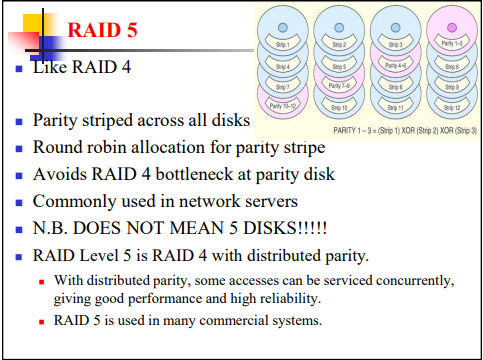 RAID 5
Like RAID 4
Strip 1 Strip 2 Strip 3 Parity 1–3
Strip 4 Strip 5 Parity 4–6 Strip 6
Strip 7 Parity 7–9 Strip 8 Strip 9
Parity 10–12 Strip 10 Strip 11 Strip 12
PARITY 1 – 3 = (Strip 1) XOR (Strip 2) XOR (Strip 3)
Parity striped across all disks
Round robin allocation for parity stripe
Avoids RAID 4 bottleneck at parity disk
Commonly used in network servers
N.B. DOES NOT MEAN 5 DISKS!!!!!
RAID Level 5 is RAID 4 with distributed parity.
With distributed parity, some accesses can be serviced concurrently,
giving good performance and high reliability.
RAID 5 is used in many commercial systems.